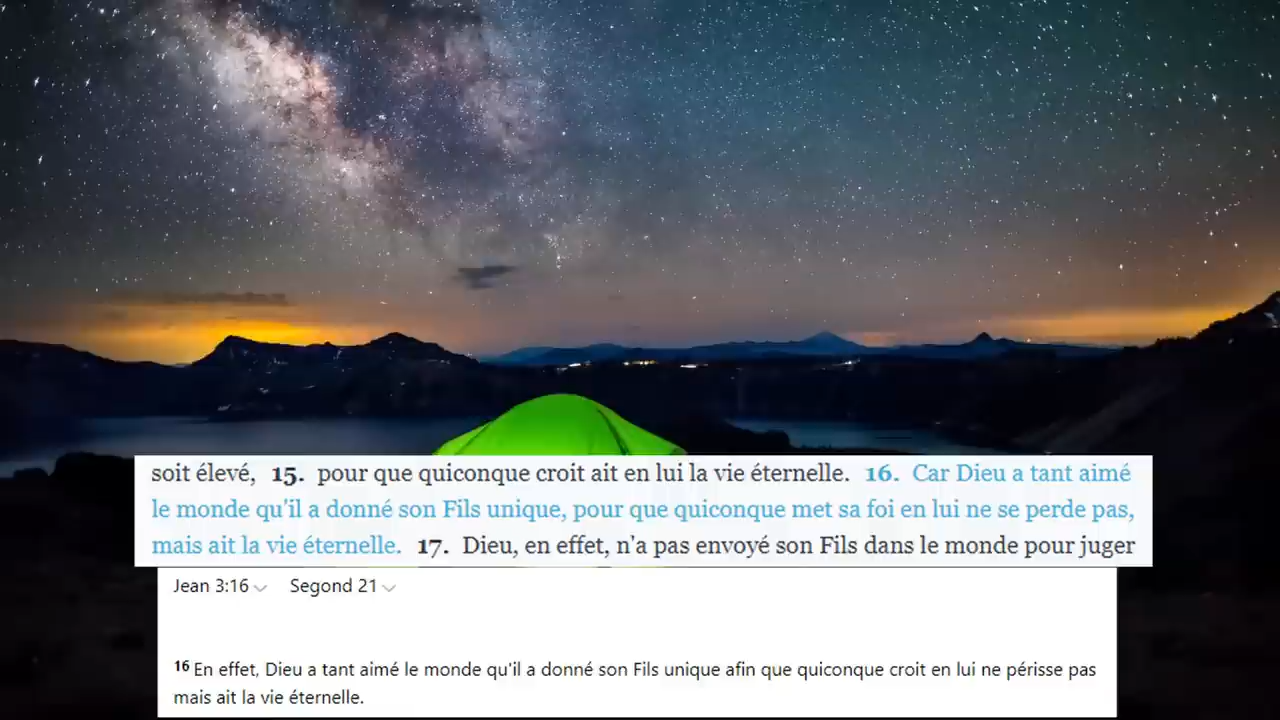 soit élevé, 15. pour que quiconque croit ait en lui la vie éternelle. 16. Car Dieu a tant aimé
le monde qu'il a donné son Fils unique, pour que quiconque met sa foi en lui ne se perde pas,
mais ait la vie éternelle. 17. Dieu, en effet, n'a pas envoyé son Fils dans le monde pour juger
Jean 3:16 Segond 21
16 En effet, Dieu a tant aimé le monde qu'il a donné son Fils unique afin que quiconque croit en lui ne périsse pas
mais ait la vie éternelle.